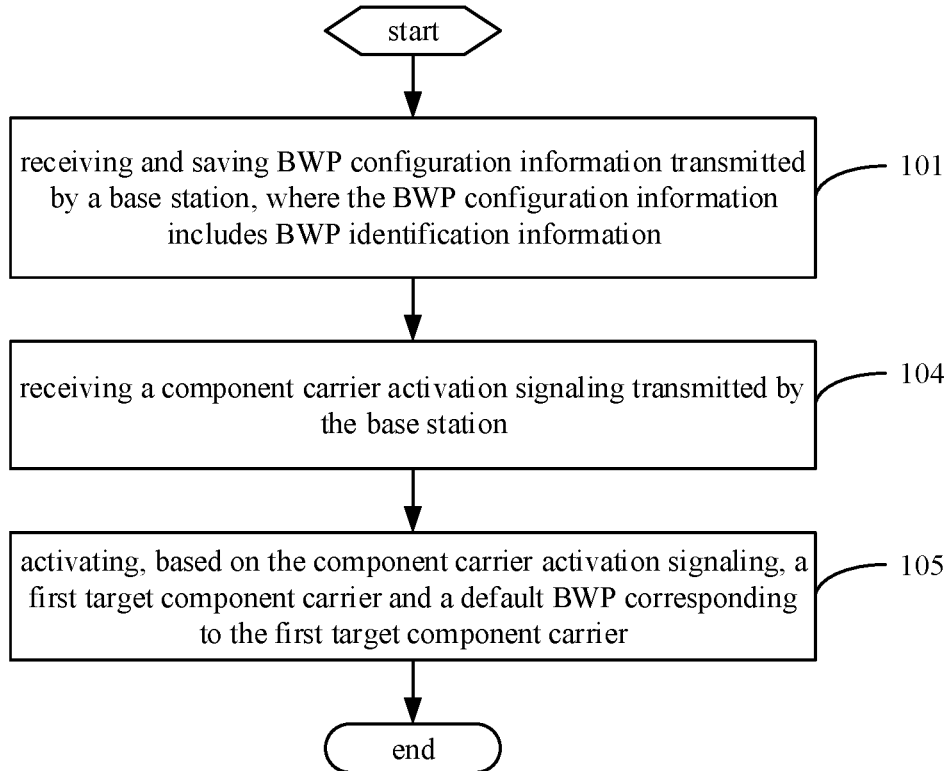 start
receiving and saving BWP configuration information transmitted
by a base station, where the BWP configuration information
includes BWP identification information
101
receiving a component carrier activation signaling transmitted by
the base station
104
activating, based on the component carrier activation signaling, a
first target component carrier and a default BWP corresponding
to the first target component carrier
105
end